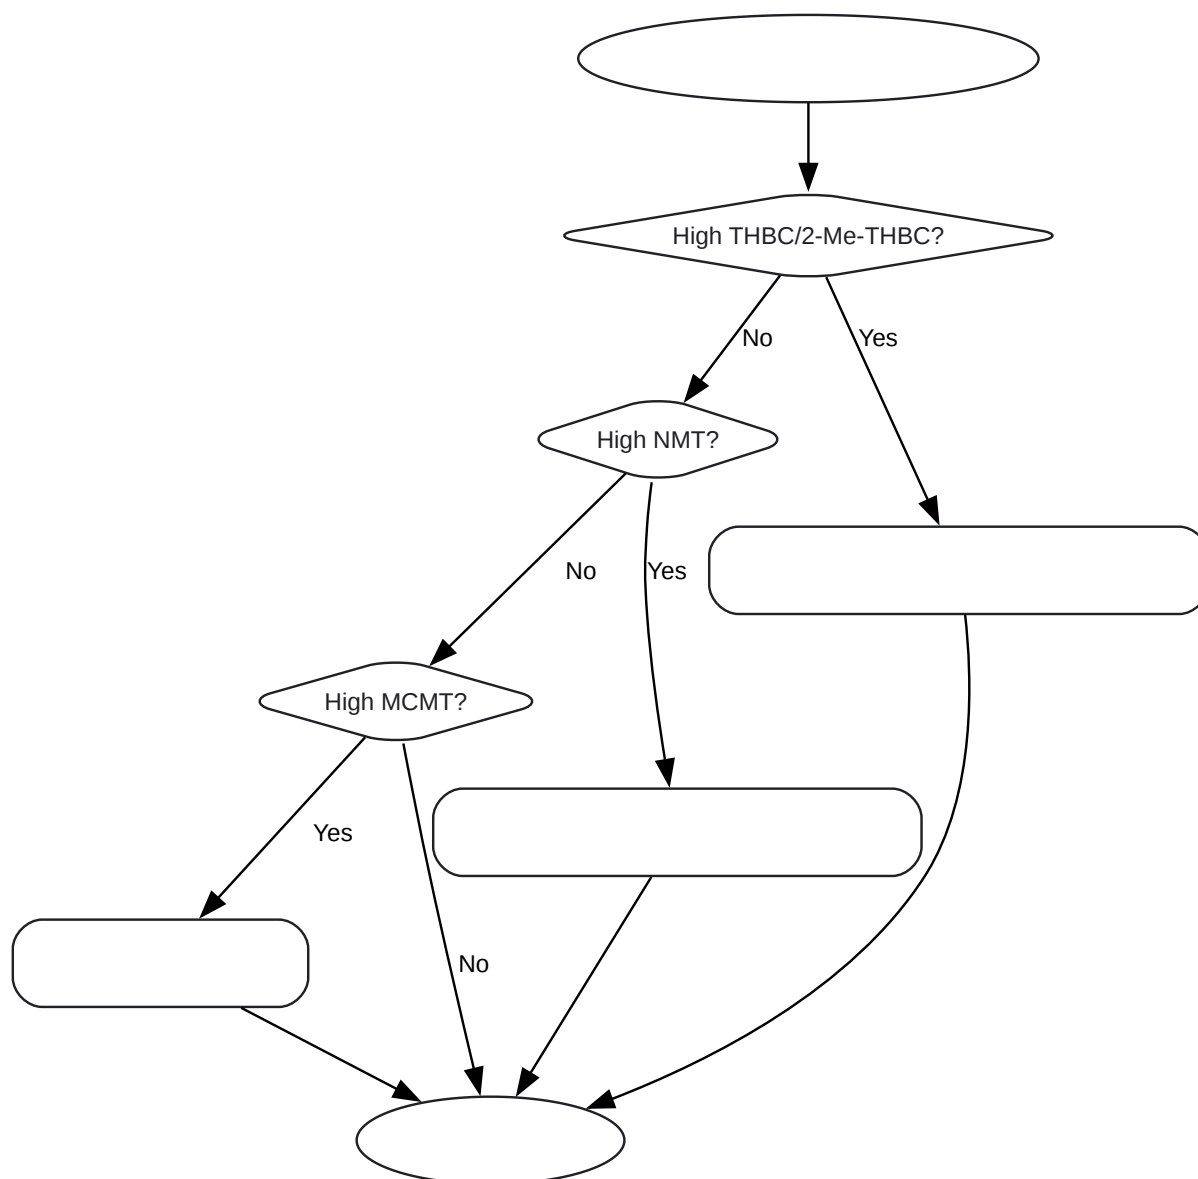 High THBC/2-Me-THBC?
No
Yes
High NMT?
No
Yes
High MCMT?
Yes
No